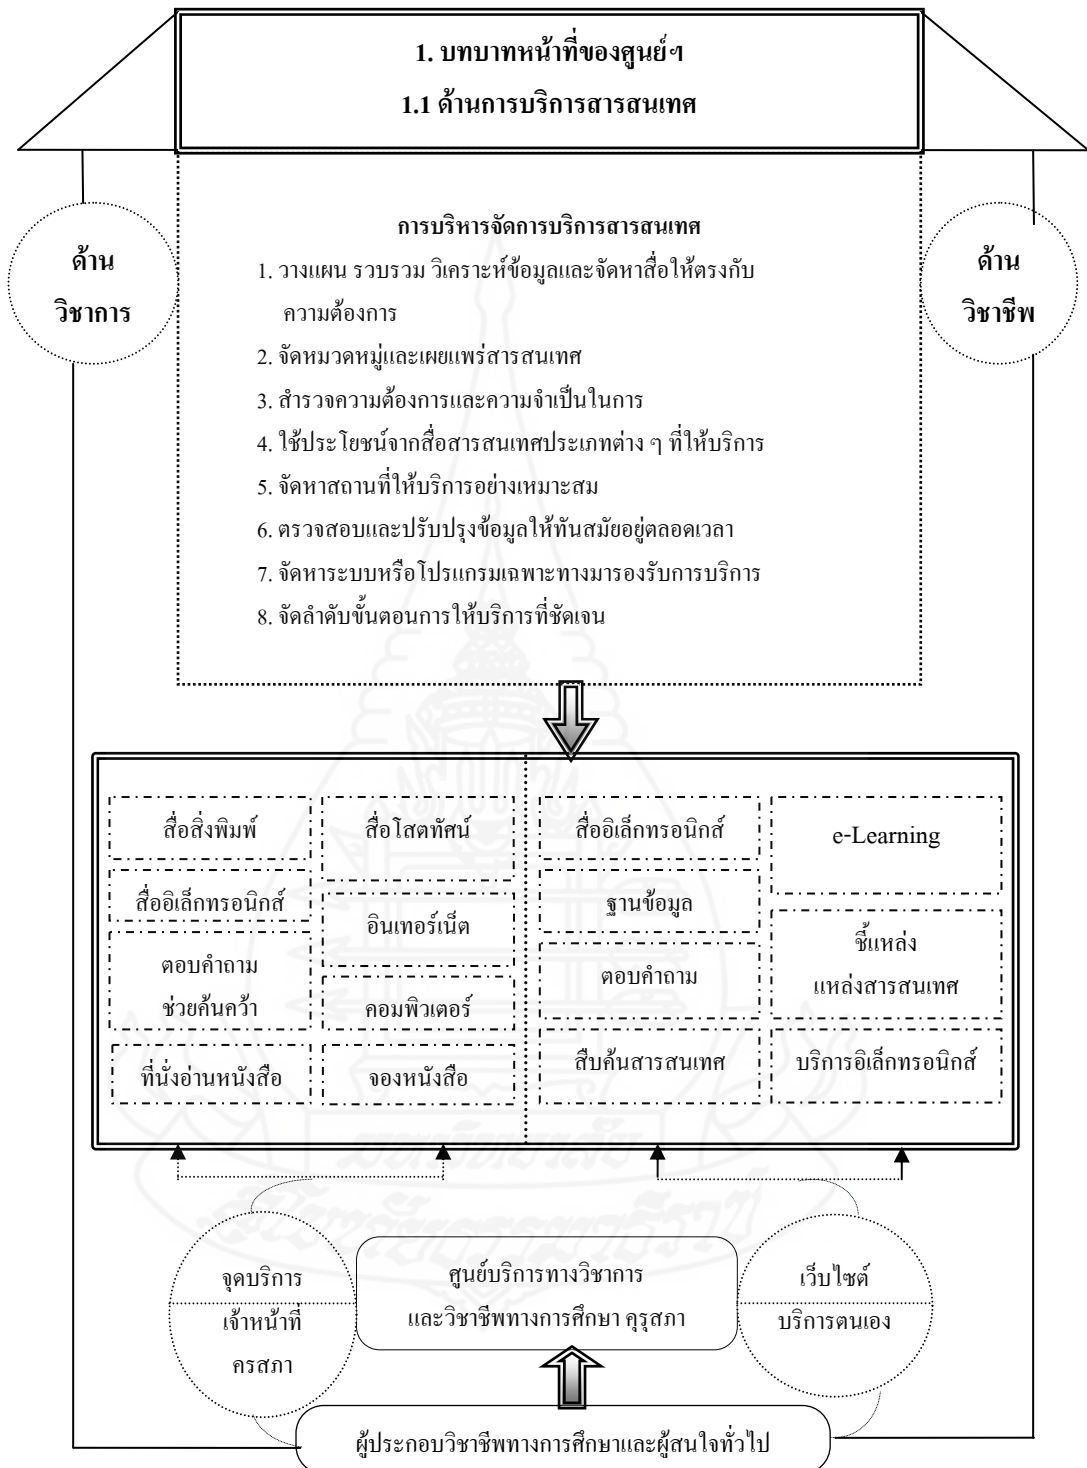 1. บทบาทหน้าที่ของศูนย์ฯ
1.1 ด้านการบริการสารสนเทศ
ด้าน
วิชาการ
การบริหารจัดการบริการสารสนเทศ
1. วางแผน รวบรวม วิเคราะห์ข้อมูลและจัดหาสื่อให้ตรงกับ
ความต้องการ
2. จัดหมวดหมู่และเผยแพร่สารสนเทศ
3. สำรวจความต้องการและความจำเป็นในการ
4. ใช้ประโยชน์จากสื่อสารสนเทศประเภทต่าง ๆ ที่ให้บริการ
5. จัดหาสถานที่ให้บริการอย่างเหมาะสม
6. ตรวจสอบและปรับปรุงข้อมูลให้ทันสมัยอยู่ตลอดเวลา
7. จัดหาระบบหรือโปรแกรมเฉพาะทางมารองรับการบริการ
8. จัดลำดับขั้นตอนการให้บริการที่ชัดเจน
ด้าน
วิชาชีพ
สื่อสิ่งพิมพ์
สื่ออิเล็กทรอนิกส์
ตอบคำถาม
ช่วยค้นคว้า
ที่นั่งอ่านหนังสือ
สื่อโสตทัศน์
อินเทอร์เน็ต
คอมพิวเตอร์
จองหนังสือ
สื่ออิเล็กทรอนิกส์
ฐานข้อมูล
ตอบคำถาม
สืบค้นสารสนเทศ
e-Learning
ชี้แหล่ง
แหล่งสารสนเทศ
บริการอิเล็กทรอนิกส์
มหาวิทยาลัย
สุโขทัยธรรมาธิราช
จุดบริการ
เจ้าหน้าที่
ครสภา
ศูนย์บริการทางวิชาการ
และวิชาชีพทางการศึกษา คุรุสภา
เว็บไซต์
บริการตนเอง
ผู้ประกอบวิชาชีพทางการศึกษาและผู้สนใจทั่วไป